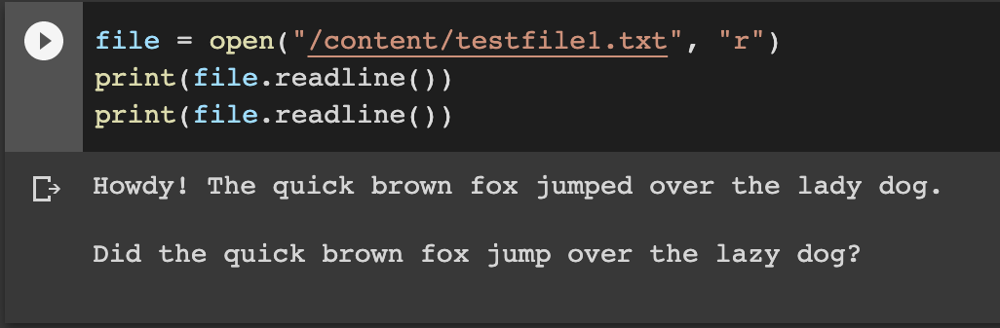 file = open("/content/testfile1.txt", "r")
print(file.readline())
print(file.readline())
Howdy! The quick brown fox jumped over the lady dog.
Did the quick brown fox jump over the lazy dog?